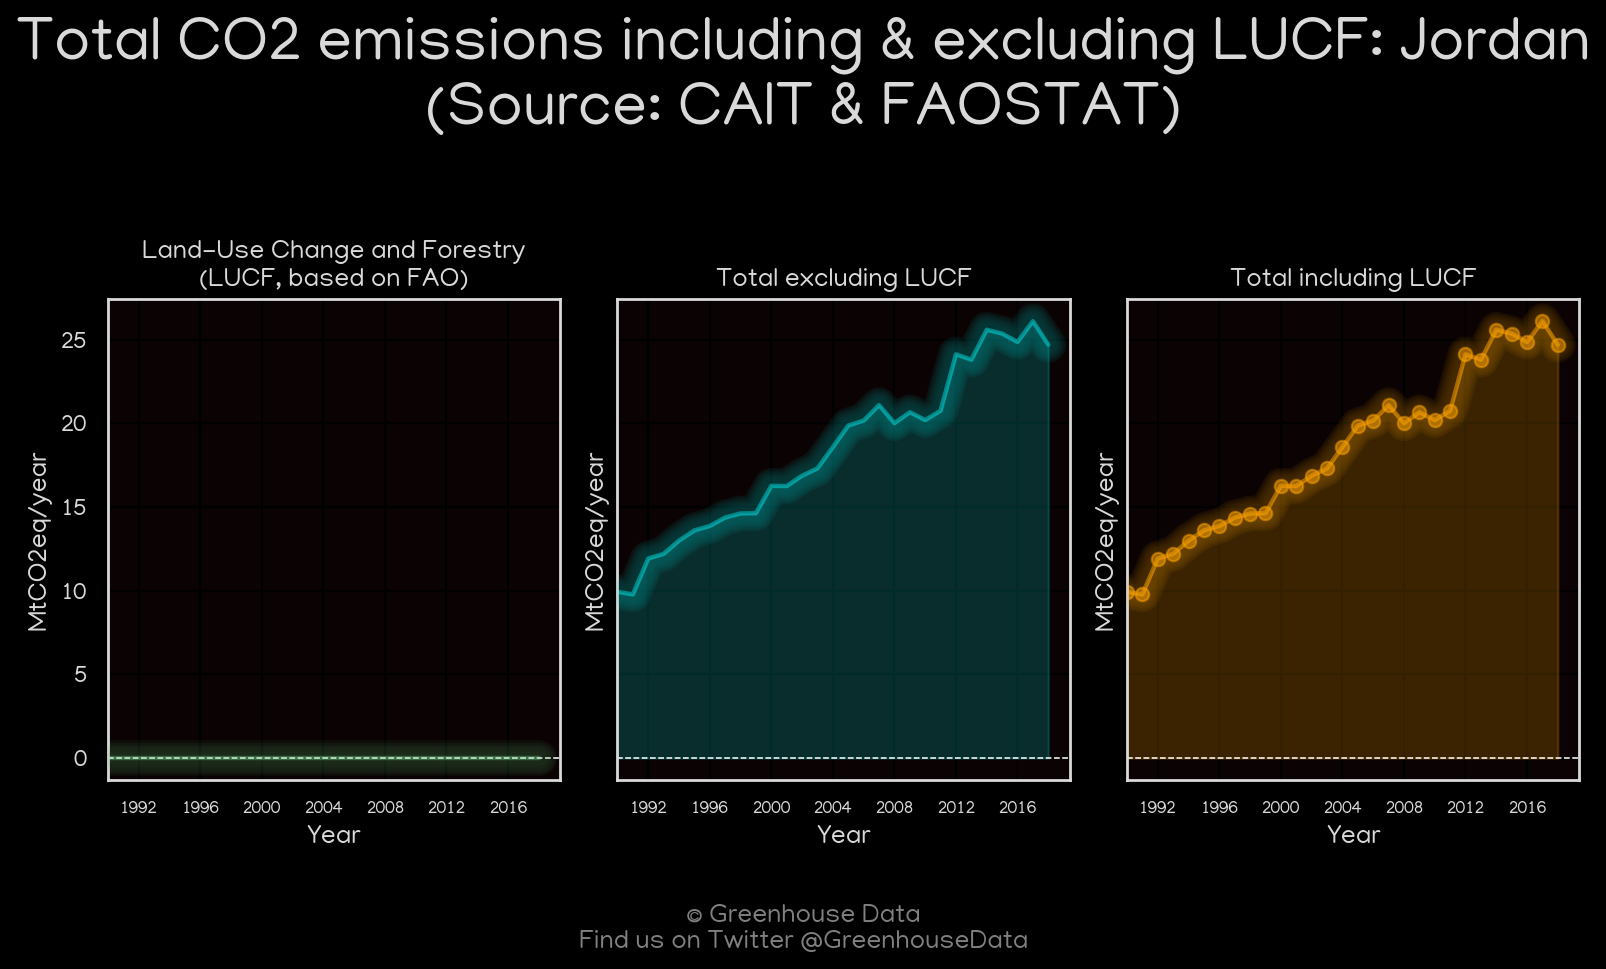 Total CO2 emissions including & excluding LUCF: Jordan
(Source: CAIT & FAOSTAT)
Land-Use Change and Forestry
(LUCF, based on FAO)
MtCO2eq/year
25
20
15
10
5
0
1992 1996 2000 2004 2008 2012 2016
Year
Total excluding LUCF
MtCO2eq/year
1992 1996 2000 2004 2008 2012 2016
Year
Total including LUCF
MtCO2eq/year
1992 1996 2000 2004 2008 2012 2016
Year
© Greenhouse Data
Find us on Twitter @GreenhouseData